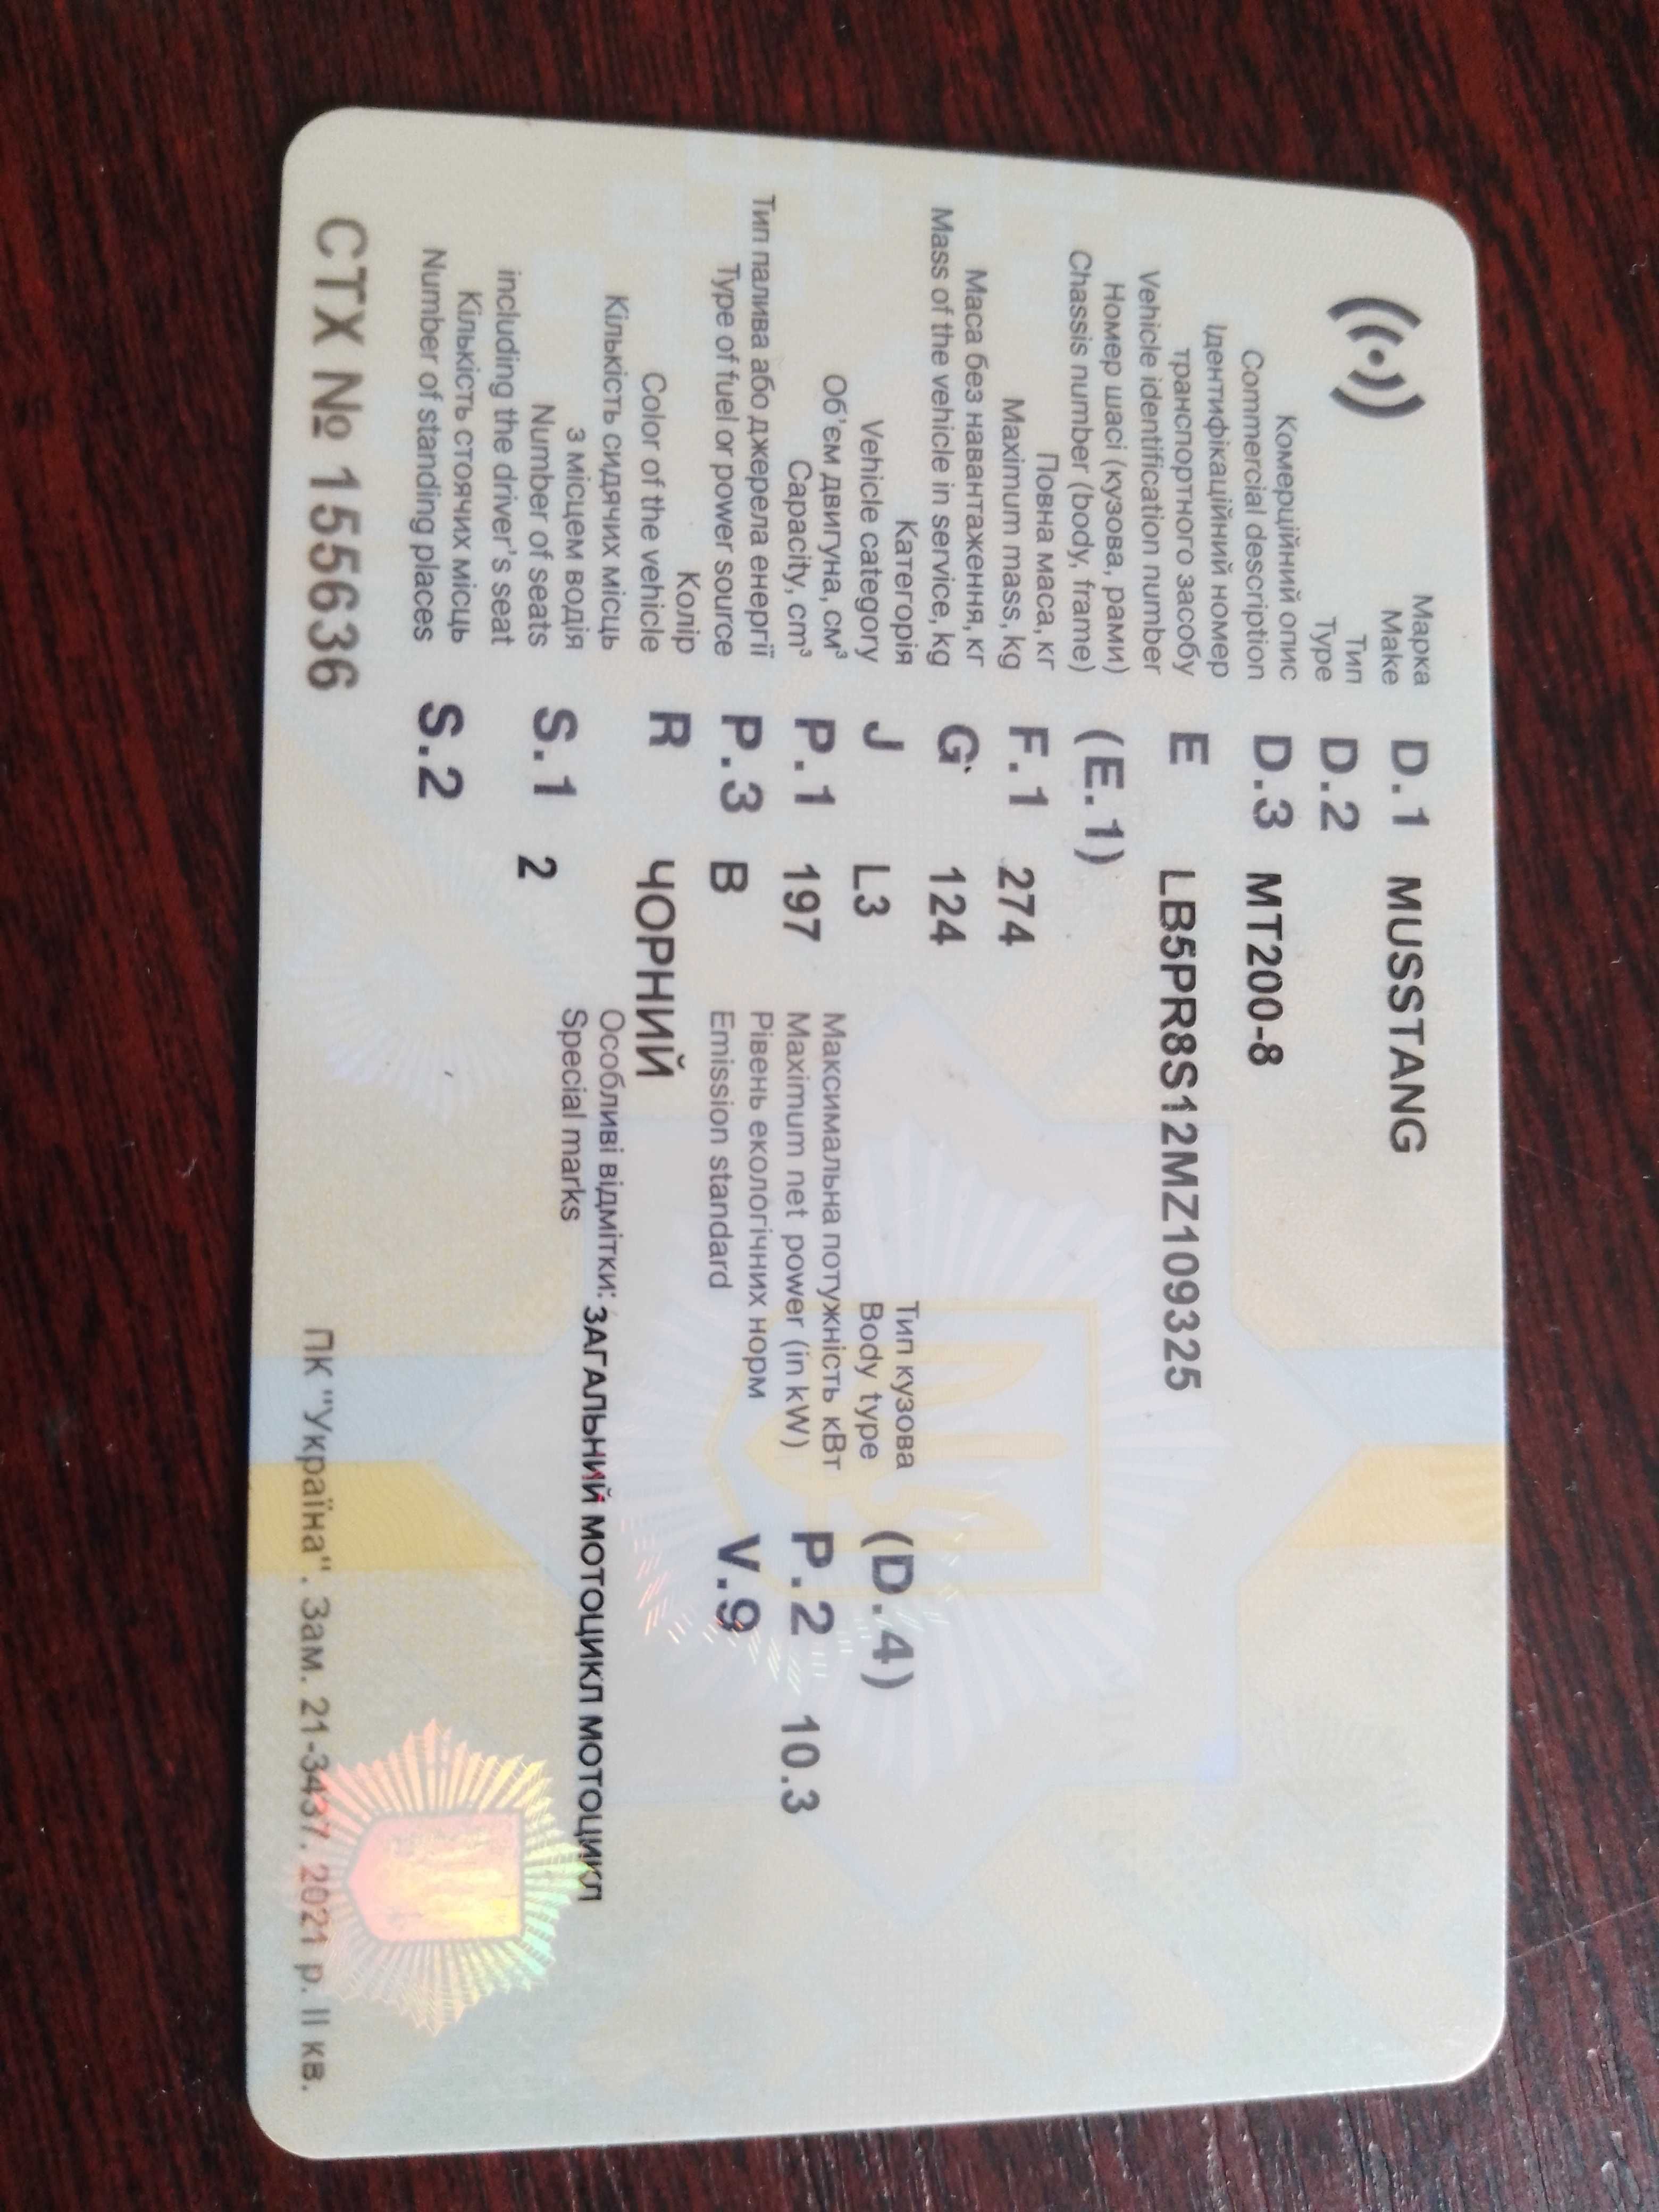 Марка D.1 MUSSTANG
Make
Тип D.2
Type
Комерційний опис D.3 MT200-8
Commercial description
Ідентифікаційний номер
транспортного засобу E LB5PR8S12MZ109325
Vehicle identification number
Номер шасі (кузова, рами) (E.1)
Chassis number (body, frame)
Повна маса, кг F.1 274
Maximum mass, kg
Маса без навантаження, кг G 124
Mass of the vehicle in service, kg
Категорія J L3 Тип кузова (D.4)
Vehicle category Body type
Об'єм двигуна, см³ P.1 197 Максимальна потужність кВт P.2 10.3
Capacity, cm³ Maximum net power (in kW)
Тип палива або джерела енергії P.3 B Рівень екологічних норм V.9
Type of fuel or power source Emission standard
Колір R ЧОРНИЙ
Color of the vehicle
Кількість сидячих місць Особливі відмітки: ЗАГАЛЬНИЙ МОТОЦИКЛ МОТОЦИКЛ
з місцем водія S.1 2 Special marks
Number of seats
including the driver's seat
Кількість стоячих місць S.2
Number of standing places
СТХ № 155636 ПК "Україна". Зам. 21-3437. 2021 р. II кв.